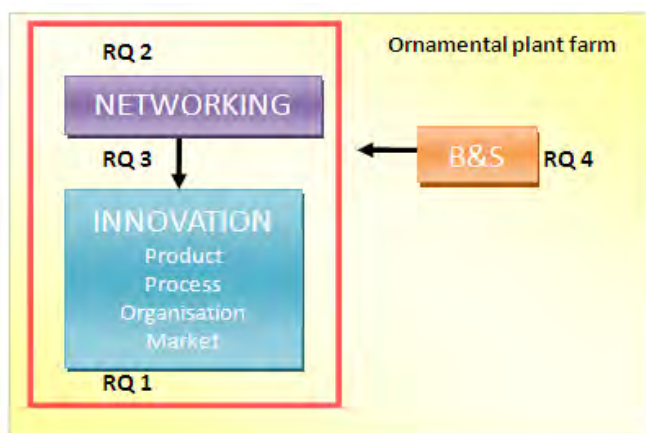 RQ 2
Ornamental plant farm
NETWORKING
RQ 3
B&S
RQ 4
INNOVATION
Product
Process
Organisation
Market
RQ 1